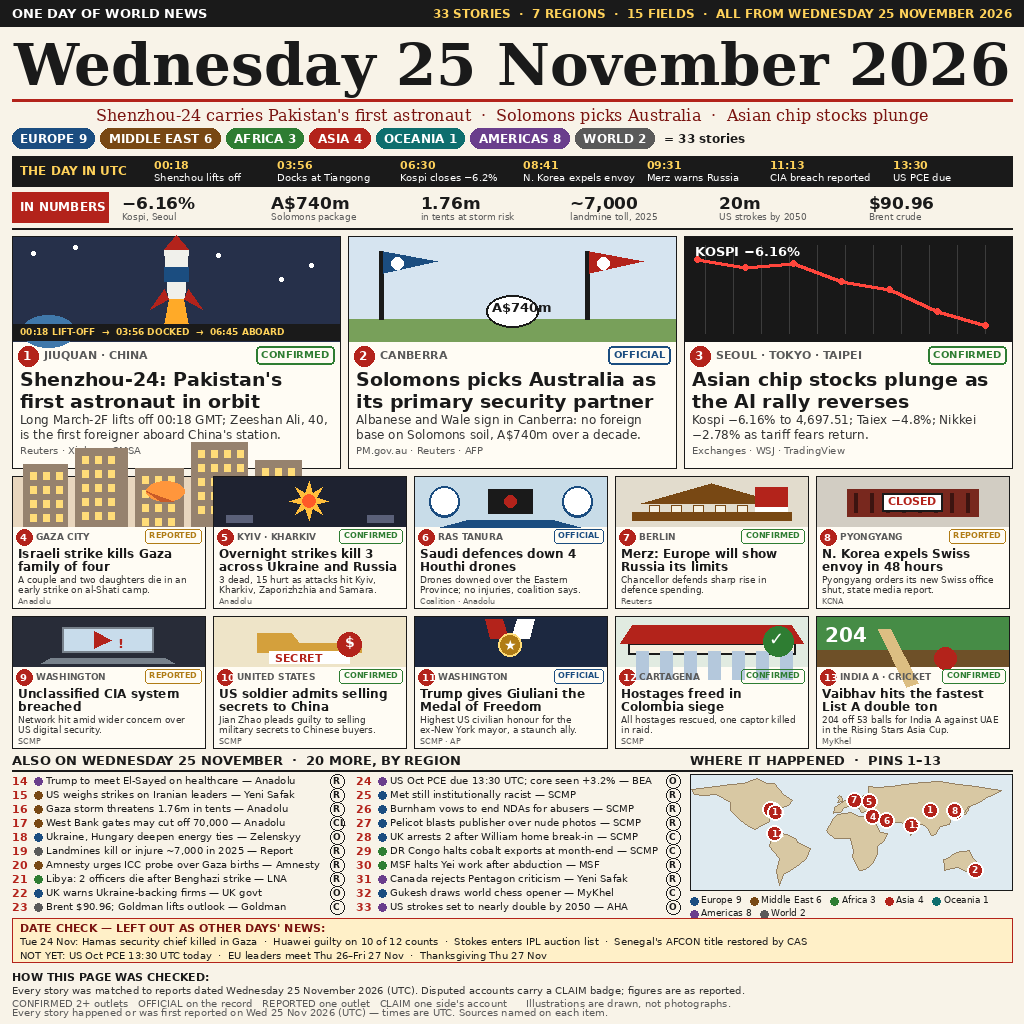 ONE DAY OF WORLD NEWS
33 STORIES · 7 REGIONS · 15 FIELDS · ALL FROM WEDNESDAY 25 NOVEMBER 2026
Wednesday 25 November 2026
Shenzhou-24 carries Pakistan's first astronaut · Solomons picks Australia · Asian chip stocks plunge
EUROPE 9 MIDDLE EAST 6 AFRICA 3 ASIA 4 OCEANIA 1 AMERICAS 8 WORLD 2 = 33 stories
THE DAY IN UTC
00:18
Shenzhou lifts off
03:56
Docks at Tiangong
06:30
Kospi closes −6.2%
08:41
N. Korea expels envoy
09:31
Merz warns Russia
11:13
CIA breach reported
13:30
US PCE due
IN NUMBERS
−6.16%
Kospi, Seoul
A$740m
Solomons package
1.76m
in tents at storm risk
~7,000
landmine toll, 2025
20m
US strokes by 2050
$90.96
Brent crude
00:18 LIFT-OFF → 03:56 DOCKED → 06:45 ABOARD
1 JIUQUAN · CHINA CONFIRMED
Shenzhou-24: Pakistan's
first astronaut in orbit
Long March-2F lifts off 00:18 GMT; Zeeshan Ali, 40,
is the first foreigner aboard China's station.
Reuters ·
A$740m
2 CANBERRA OFFICIAL
Solomons picks Australia as
its primary security partner
Albanese and Wale sign in Canberra: no foreign
base on Solomons soil, A$740m over a decade.
PM.gov.au · Reuters · AFP
KOSPI −6.16%
3 SEOUL · TOKYO · TAIPEI CONFIRMED
Asian chip stocks plunge as
the AI rally reverses
Kospi −6.16% to 4,697.51; Taiex −4.8%; Nikkei
−2.78% as tariff fears return.
Exchanges · WSJ · TradingView
4 GAZA CITY REPORTED
Israeli strike kills Gaza
family of four
A couple and two daughters die in an
early strike on al-Shati camp.
Anadolu
5 KYIV · KHARKIV CONFIRMED
Overnight strikes kill 3
across Ukraine and Russia
3 dead, 15 hurt as attacks hit Kyiv,
Kharkiv, Zaporizhzhia and Samara.
Anadolu
6 RAS TANURA OFFICIAL
Saudi defences down 4
Houthi drones
Drones downed over the Eastern
Province; no injuries, coalition says.
Coalition · Anadolu
7 BERLIN CONFIRMED
Merz: Europe will show
Russia its limits
Chancellor defends sharp rise in
defence spending.
Reuters
CLOSED
8 PYONGYANG REPORTED
N. Korea expels Swiss
envoy in 48 hours
Pyongyang orders its new Swiss office
shut, state media report.
KCNA
!
9 WASHINGTON REPORTED
Unclassified CIA system
breached
Network hit amid wider concern over
US digital security.
SCMP
SECRET
$
10 UNITED STATES CONFIRMED
US soldier admits selling
secrets to China
Jian Zhao pleads guilty to selling
military secrets to Chinese buyers.
SCMP
11 WASHINGTON OFFICIAL
Trump gives Giuliani the
Medal of Freedom
Highest US civilian honour for the
ex-New York mayor, a staunch ally.
SCMP · AP
✓
12 CARTAGENA CONFIRMED
Hostages freed in
Colombia siege
All hostages rescued, one captor killed
in raid.
SCMP
204
13 INDIA A · CRICKET CONFIRMED
Vaibhav hits the fastest
List A double ton
204 off 53 balls for India A against UAE
in the Rising Stars Asia Cup.
MyKhel
ALSO ON WEDNESDAY 25 NOVEMBER · 20 MORE, BY REGION
14 Trump to meet El-Sayed on healthcare — Anadolu R
15 US weighs strikes on Iranian leaders — Yeni Safak R
16 Gaza storm threatens 1.76m in tents — Anadolu R
17 West Bank gates may cut off 70,000 — Anadolu CL
18 Ukraine, Hungary deepen energy ties — Zelenskyy O
19 Landmines kill or injure ~7,000 in 2025 — Report R
20 Amnesty urges ICC probe over Gaza births — Amnesty R
21 Libya: 2 officers die after Benghazi strike — LNA R
22 UK warns Ukraine-backing firms — UK govt O
23 Brent $90.96; Goldman lifts outlook — Goldman C
24 US Oct PCE due 13:30 UTC; core seen +3.2% — BEA O
25 Met still institutionally racist — SCMP R
26 Burnham vows to end NDAs for abusers — SCMP R
27 Pelicot blasts publisher over nude photos — SCMP R
28 UK arrests 2 after William home break-in — SCMP C
29 DR Congo halts cobalt exports at month-end — SCMP C
30 MSF halts Yei work after abduction — MSF R
31 Canada rejects Pentagon criticism — Yeni Safak R
32 Gukesh draws world chess opener — MyKhel C
33 US strokes set to nearly double by 2050 — AHA O
WHERE IT HAPPENED · PINS 1–13
7 5 4 6 1 8 2
Europe 9 Middle East 6 Africa 3 Asia 4 Oceania 1
Americas 8 World 2
DATE CHECK — LEFT OUT AS OTHER DAYS' NEWS:
Tue 24 Nov: Hamas security chief killed in Gaza · Huawei guilty on 10 of 12 counts · Stokes enters IPL auction list · Senegal's AFCON title restored by CAS
NOT YET: US Oct PCE 13:30 UTC today · EU leaders meet Thu 26–Fri 27 Nov · Thanksgiving Thu 27 Nov
HOW THIS PAGE WAS CHECKED:
Every story was matched to reports dated Wednesday 25 November 2026 (UTC). Disputed accounts carry a CLAIM badge; figures are as reported.
CONFIRMED 2+ outlets OFFICIAL on the record REPORTED one outlet CLAIM one side's account Illustrations are drawn, not photographs.
Every story happened or was first reported on Wed 25 Nov 2026 (UTC) — times are UTC. Sources named on each item.